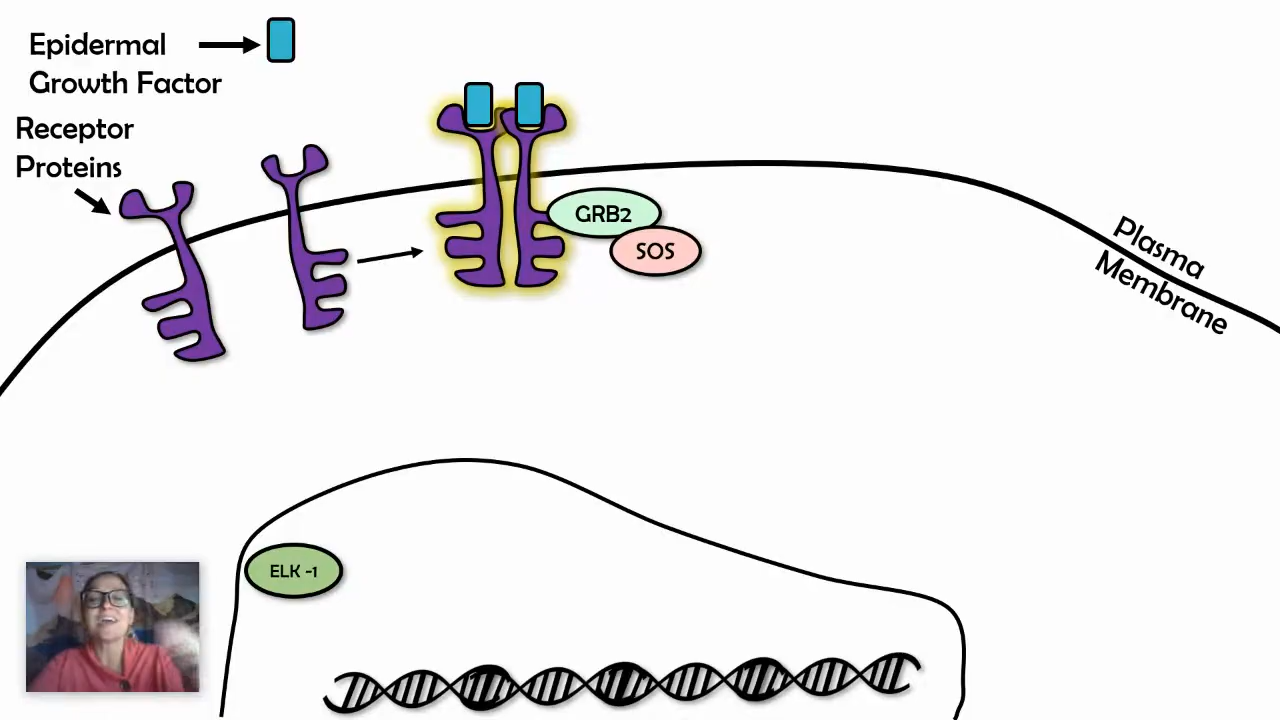 Epidermal
Growth Factor
Receptor
Proteins
GRB2
SOS
Plasma
Membrane
ELK -1